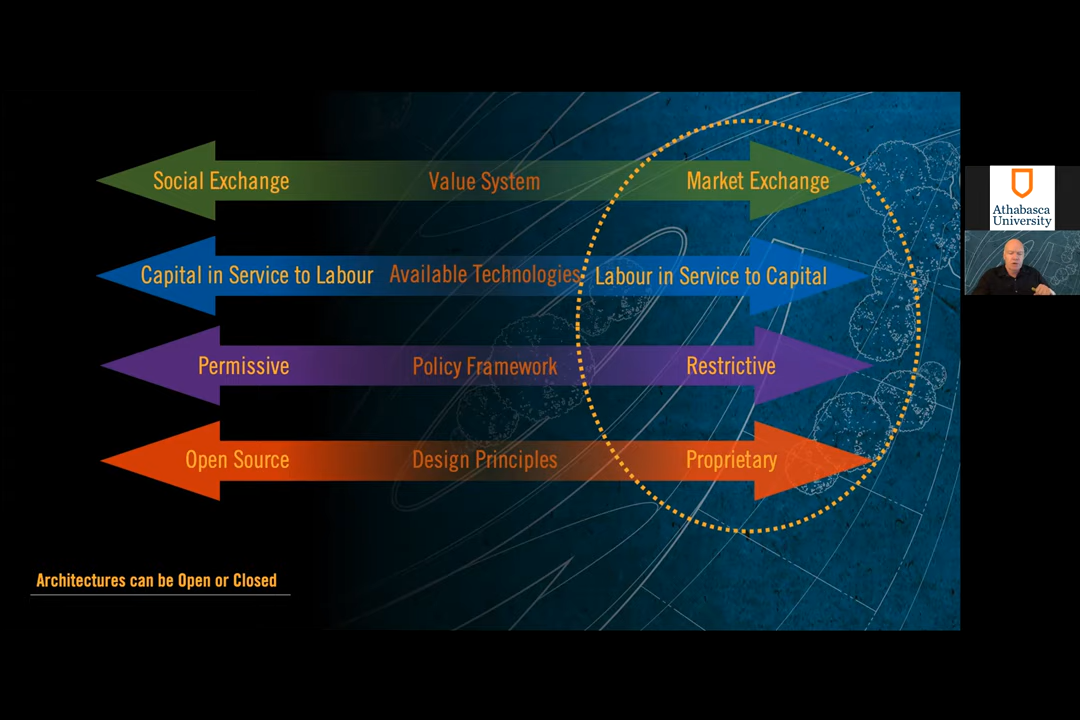 Social Exchange Value System Market Exchange
Capital in Service to Labour Available Technologies Labour in Service to Capital
Permissive Policy Framework Restrictive
Open Source Design Principles Proprietary
Architectures can be Open or Closed
Athabasca
University